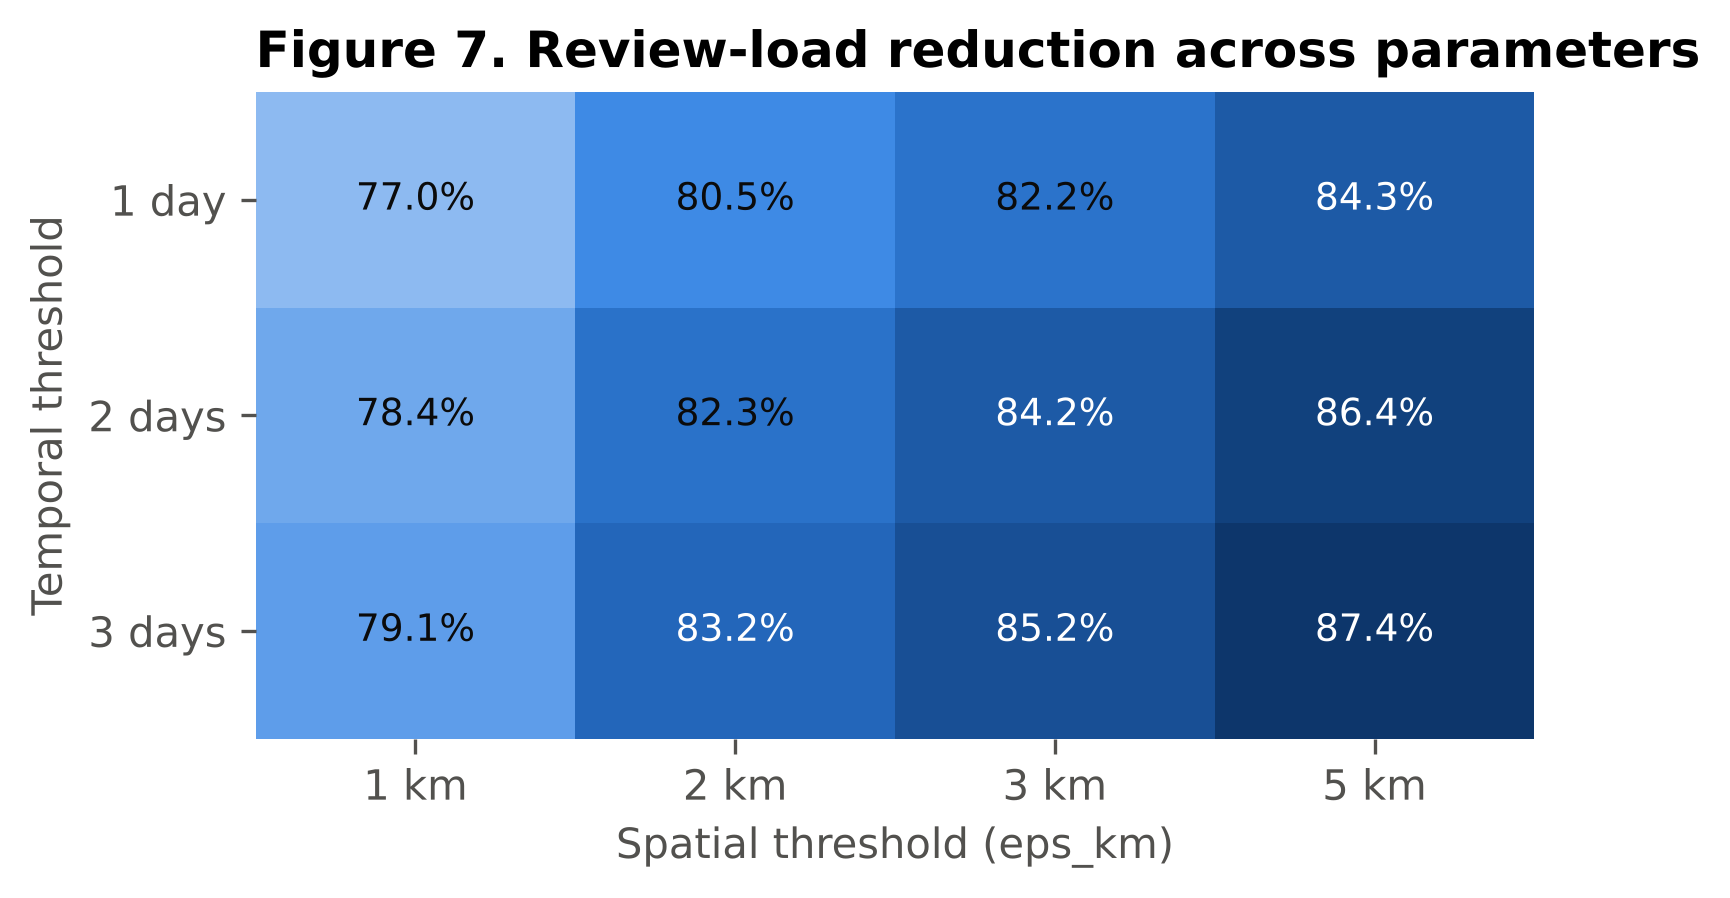 Figure 7. Review-load reduction across parameters
Temporal threshold
1 day 77.0% 80.5% 82.2% 84.3%
2 days 78.4% 82.3% 84.2% 86.4%
3 days 79.1% 83.2% 85.2% 87.4%
1 km 2 km 3 km 5 km
Spatial threshold (eps_km)